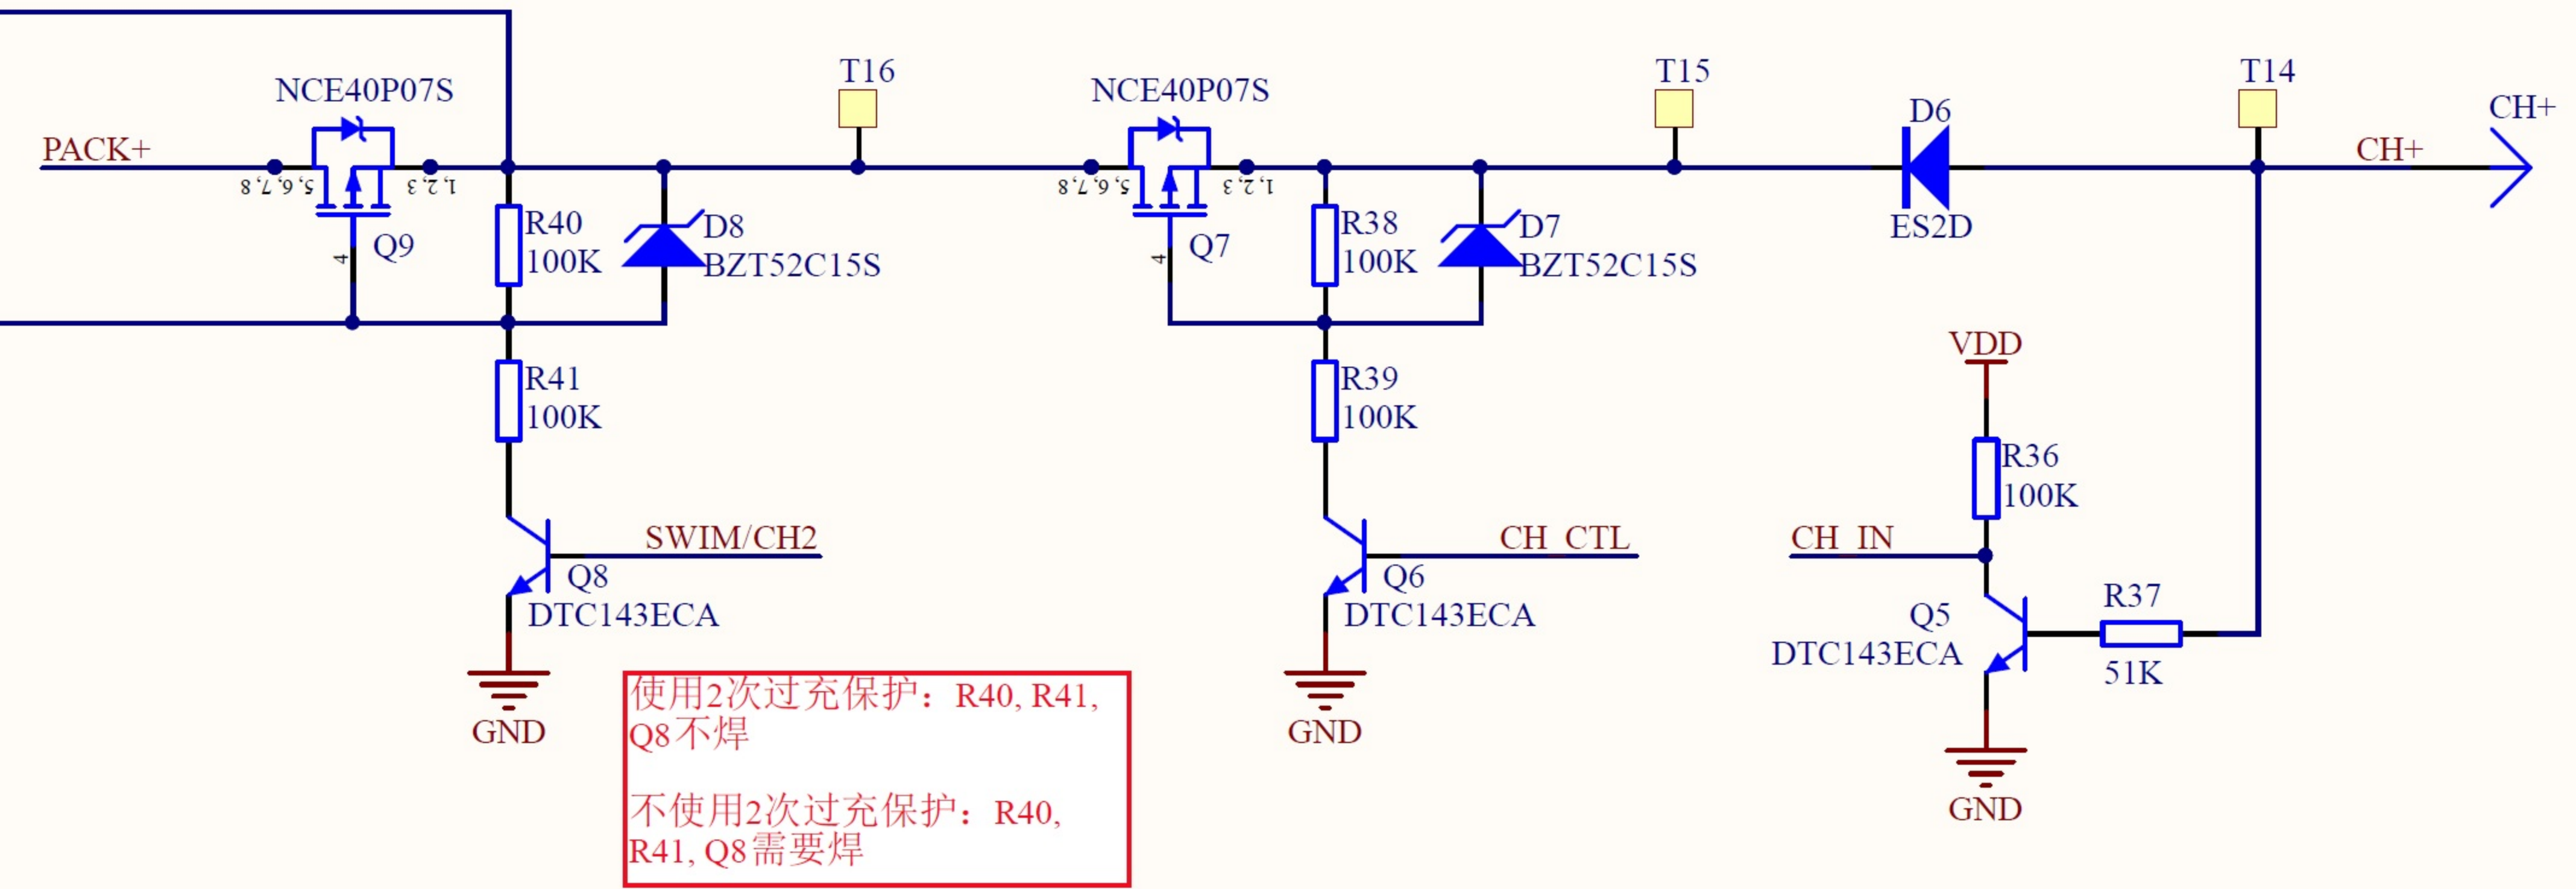 T16
T15
T14
NCE40P07S
NCE40P07S
D6
CH+
PACK+
CH+
5,6,7,8
1,2,3
5,6,7,8
1,2,3
R40
100K
D8
BZT52C15S
R38
100K
D7
BZT52C15S
ES2D
Q9
4
Q7
4
VDD
R41
100K
R39
100K
R36
100K
SWIM/CH2
CH_CTL
CH_IN
Q8
DTC143ECA
Q6
DTC143ECA
Q5
DTC143ECA
R37
51K
GND
GND
GND
使用2次过充保护：R40, R41,
Q8不焊
不使用2次过充保护：R40,
R41, Q8需要焊